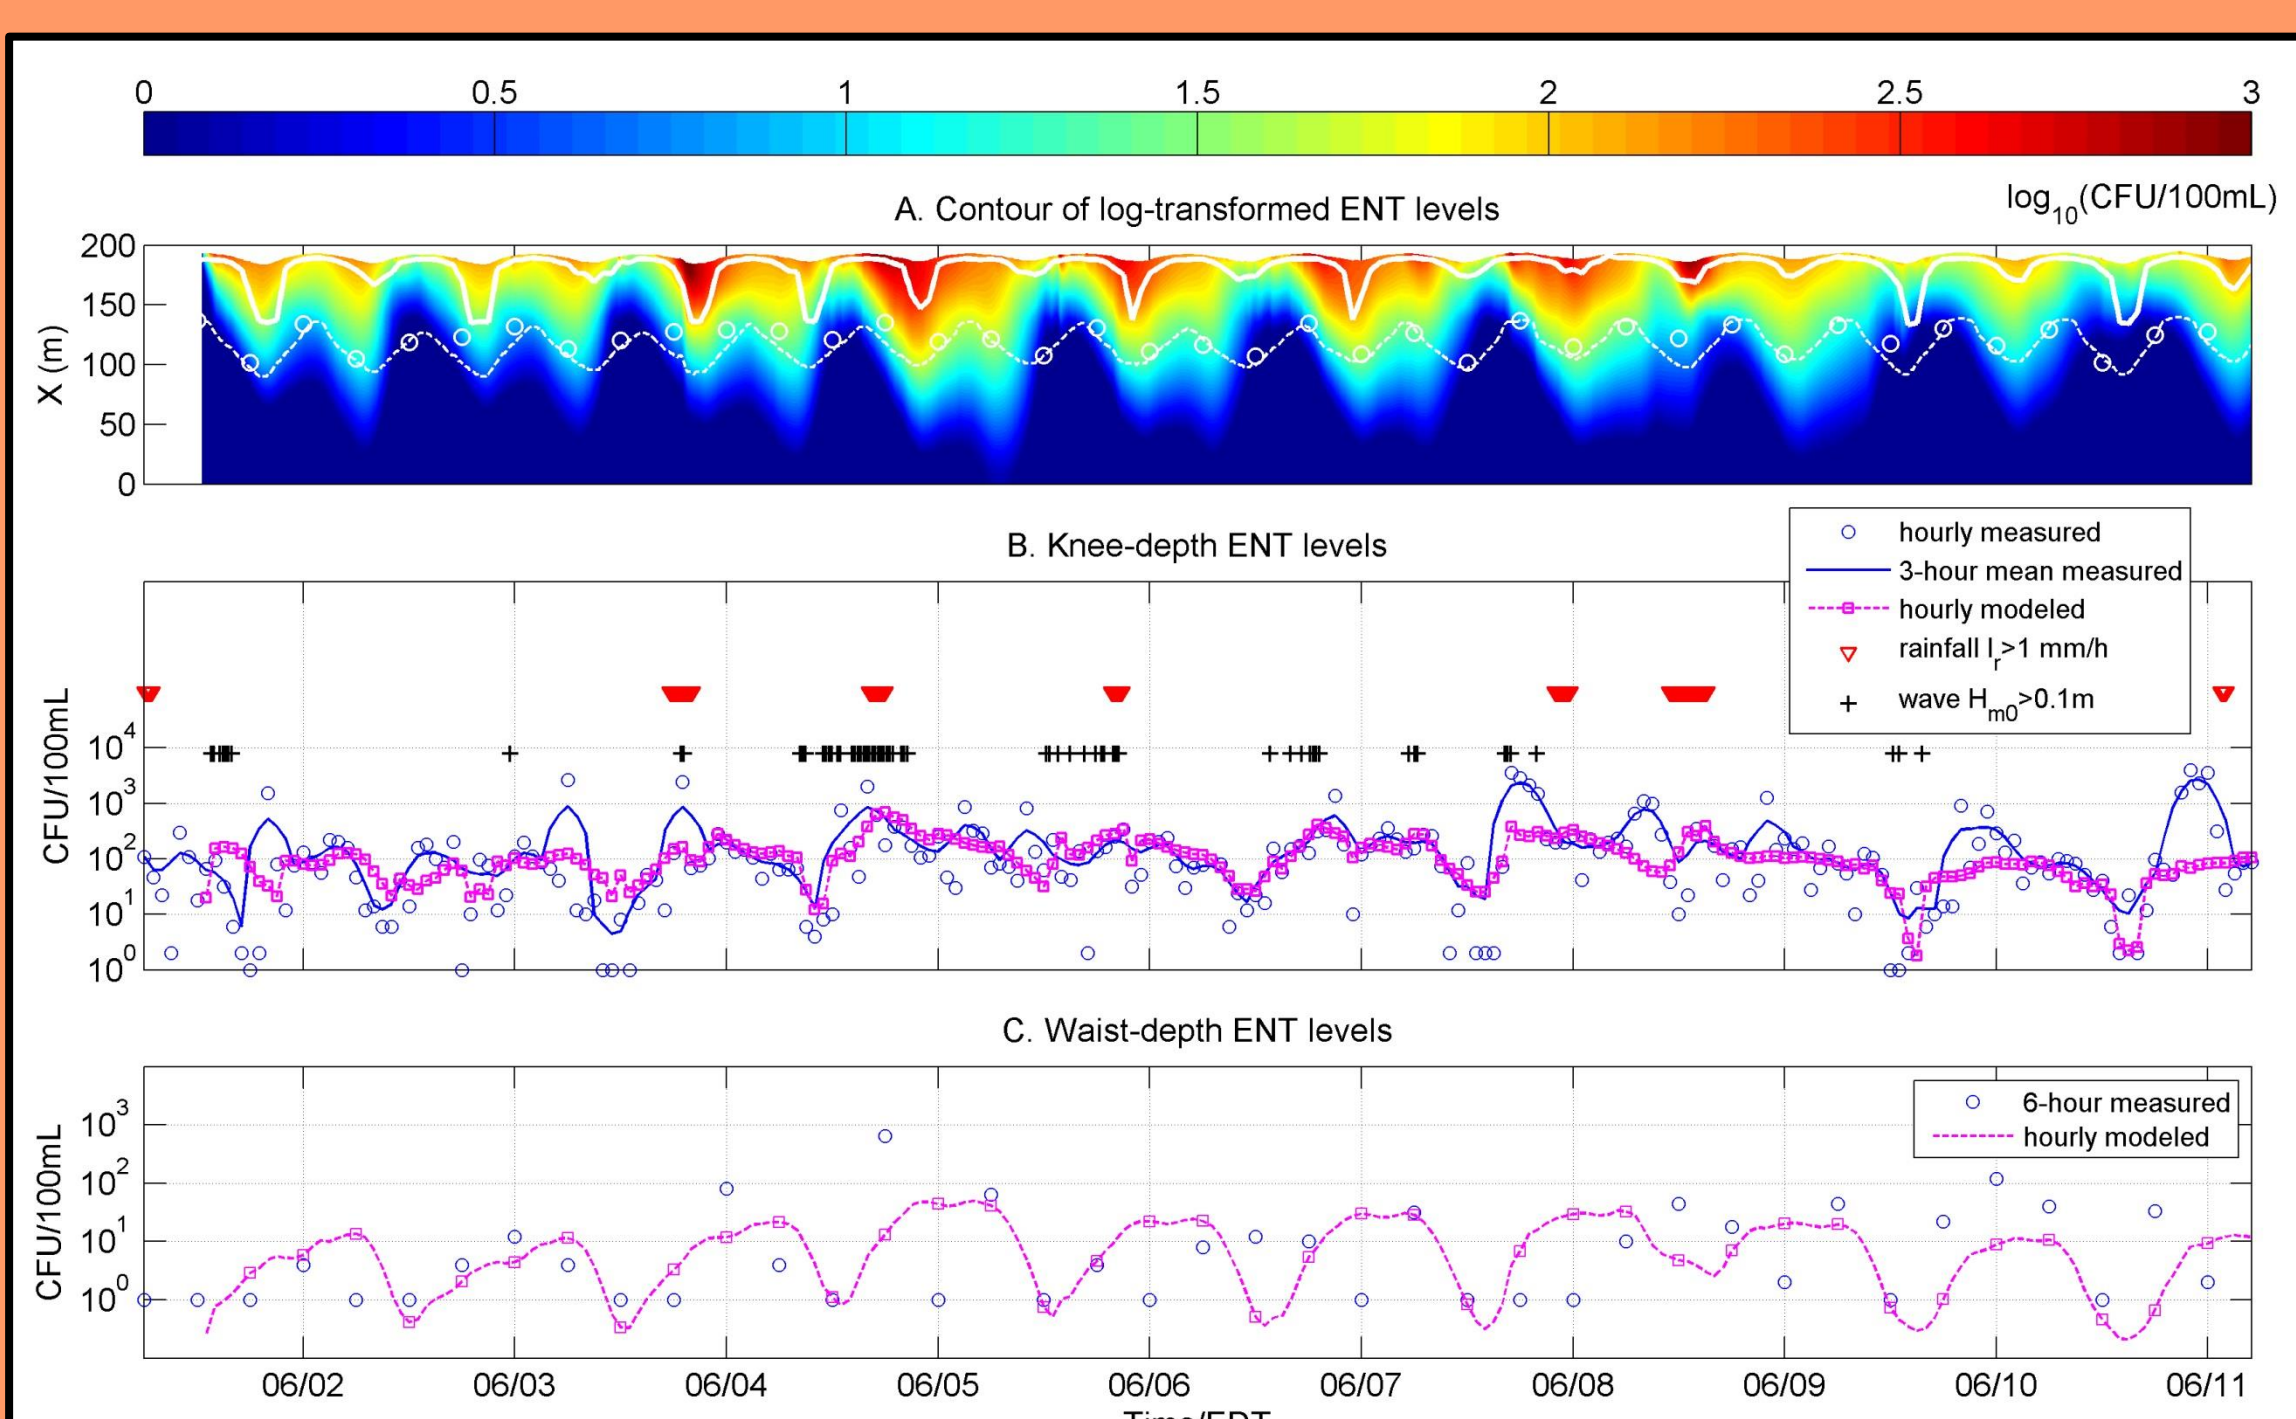 0 0.5 1 1.5 2 2.5 3
log10(CFU/100mL)
A. Contour of log-transformed ENT levels
X (m)
200
150
100
50
0
B. Knee-depth ENT levels
hourly measured
3-hour mean measured
hourly modeled
rainfall Ir>1 mm/h
wave Hm0>0.1m
CFU/100mL
10^4
10^3
10^2
10^1
10^0
C. Waist-depth ENT levels
6-hour measured
hourly modeled
CFU/100mL
10^3
10^2
10^1
10^0
06/02 06/03 06/04 06/05 06/06 06/07 06/08 06/09 06/10 06/11
Time/EDT